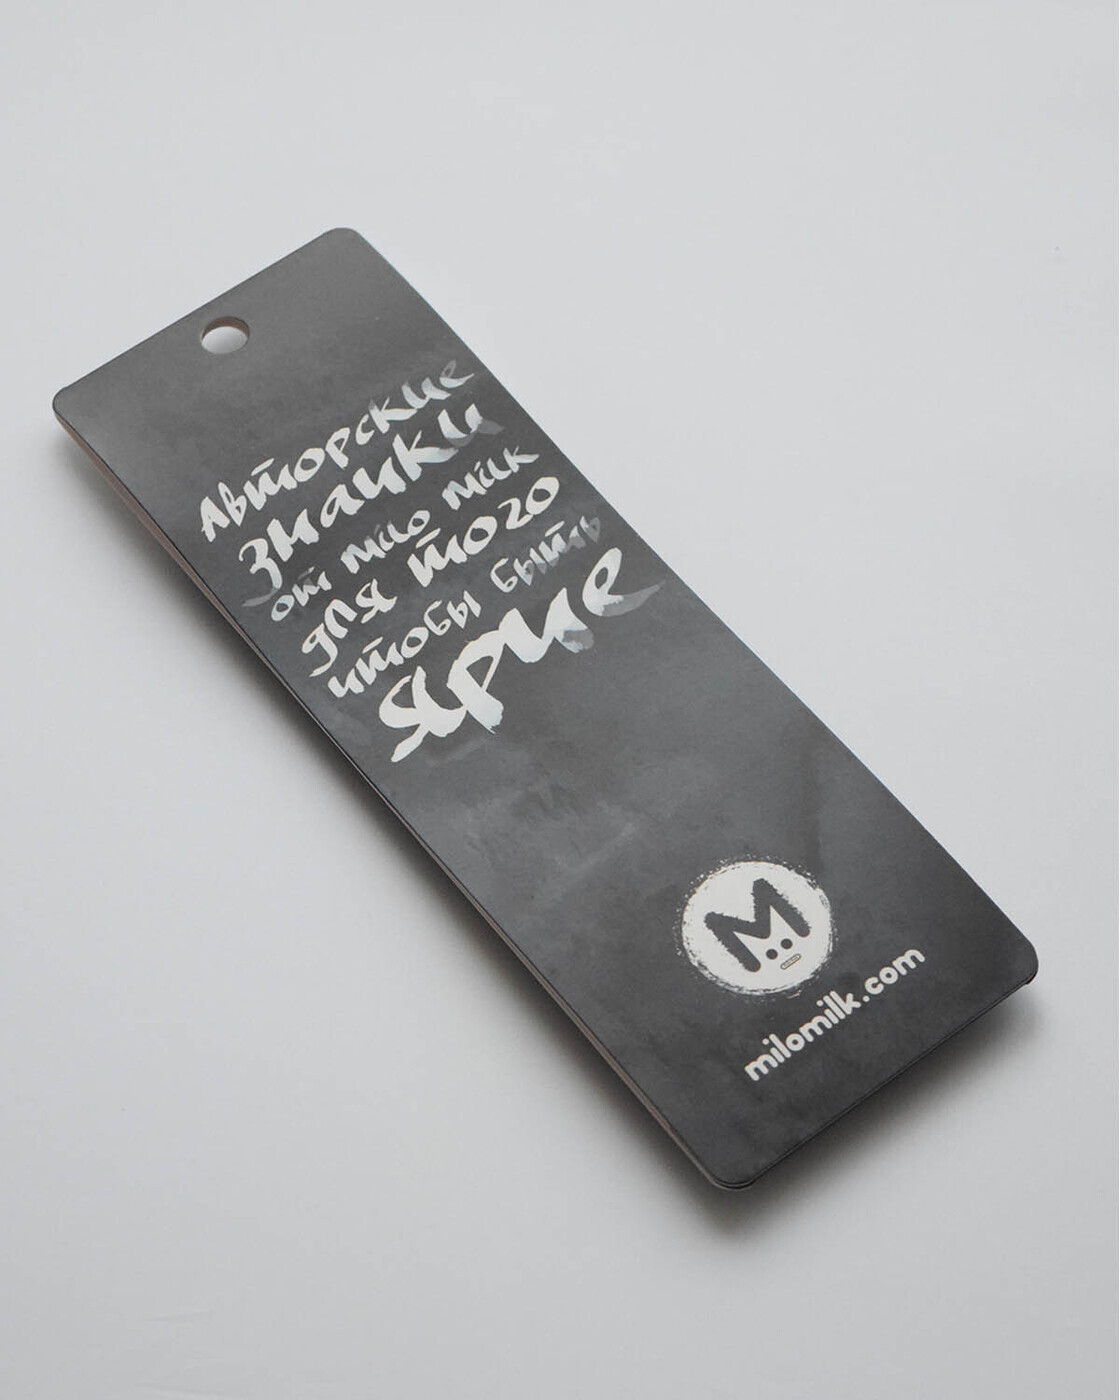 Авторские
значки
от Milo Milk
для того
чтобы быть
ярче
M
milomilk.com